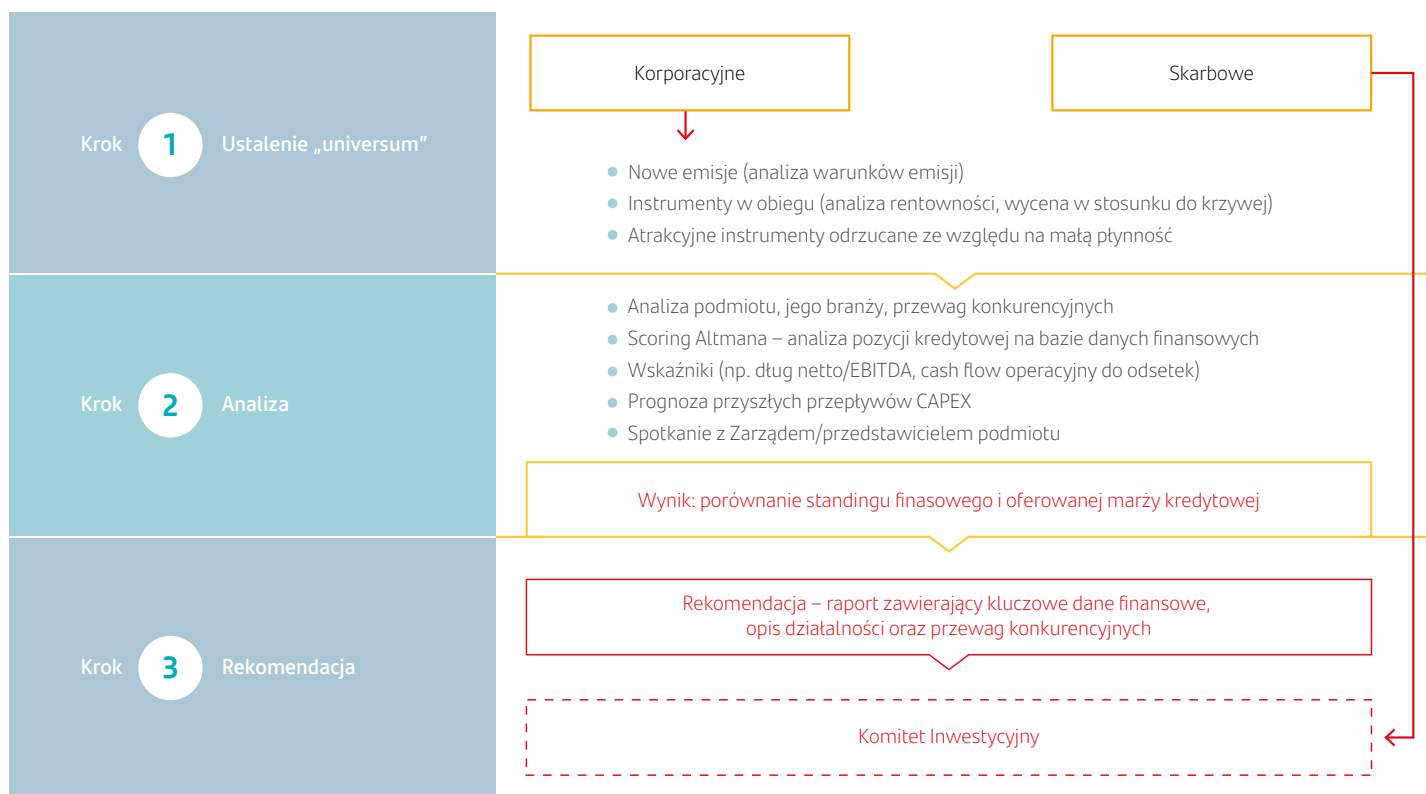 Krok 1 Ustalenie „universum”
Korporacyjne
Skarbowe
Nowe emisje (analiza warunków emisji)
Instrumenty w obiegu (analiza rentowności, wycena w stosunku do krzywej)
Atrakcyjne instrumenty odrzucane ze względu na małą płynność
Krok 2 Analiza
Analiza podmiotu, jego branży, przewag konkurencyjnych
Scoring Altmana – analiza pozycji kredytowej na bazie danych finansowych
Wskaźniki (np. dług netto/EBITDA, cash flow operacyjny do odsetek)
Prognoza przyszłych przepływów CAPEX
Spotkanie z Zarządem/przedstawicielem podmiotu
Wynik: porównanie standingu finasowego i oferowanej marży kredytowej
Krok 3 Rekomendacja
Rekomendacja – raport zawierający kluczowe dane finansowe,
opis działalności oraz przewag konkurencyjnych
Komitet Inwestycyjny